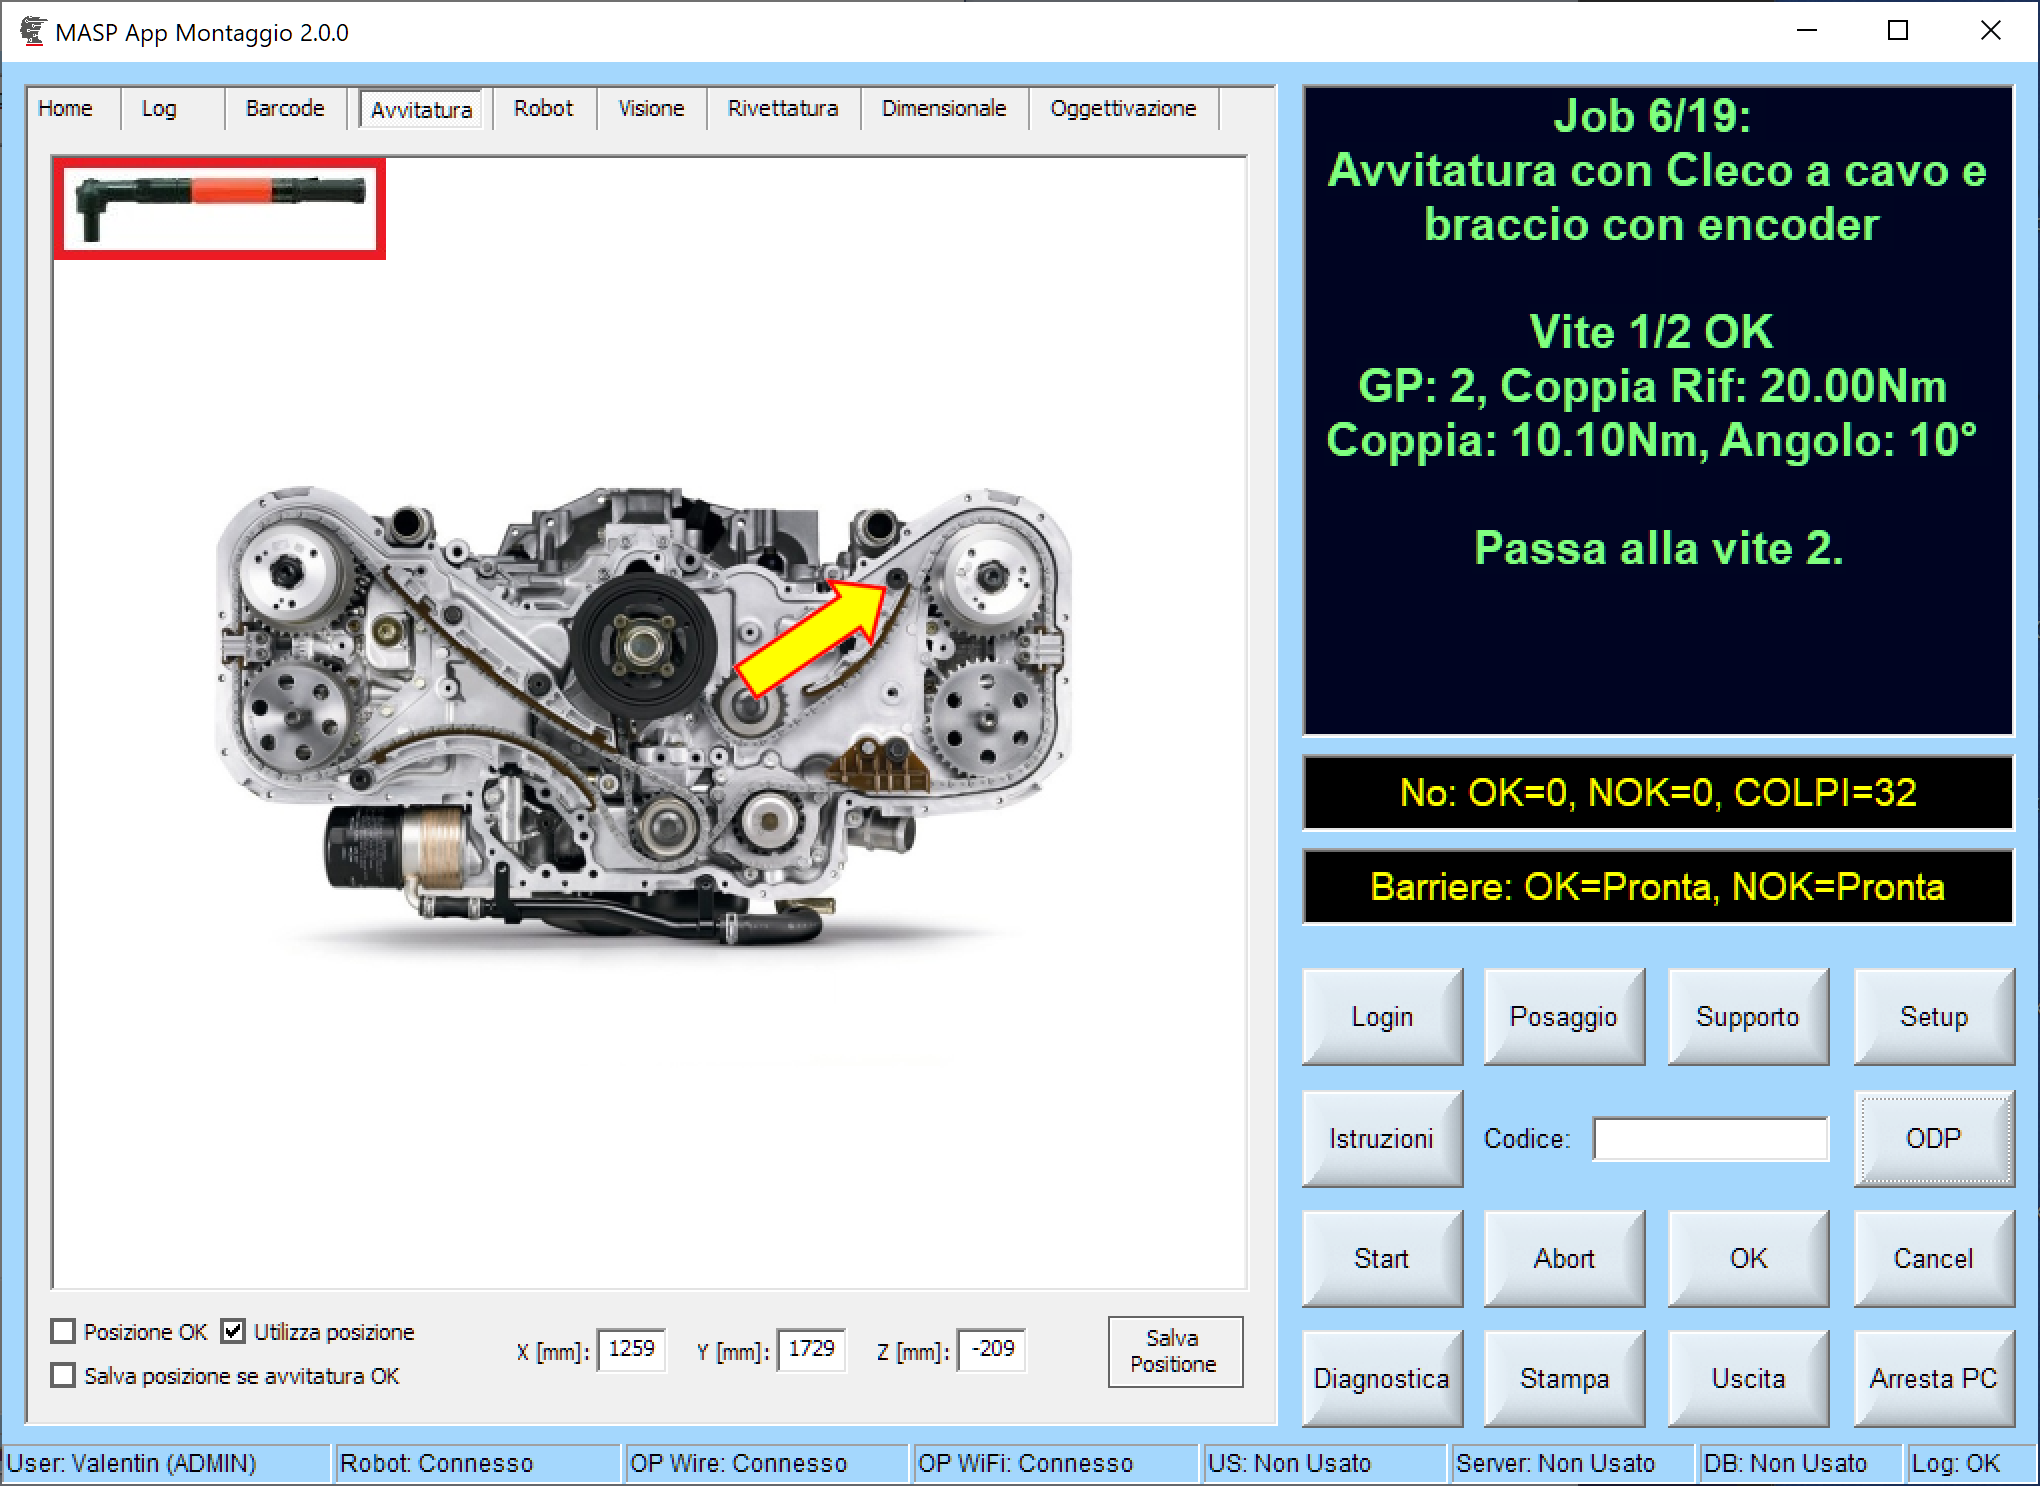 MASP App Montaggio 2.0.0
Home Log Barcode Avvitatura Robot Visione Rivettatura Dimensionale Oggettivazione
Job 6/19:
Avvitatura con Cleco a cavo e
braccio con encoder
Vite 1/2 OK
GP: 2, Coppia Rif: 20.00Nm
Coppia: 10.10Nm, Angolo: 10°
Passa alla vite 2.
No: OK=0, NOK=0, COLPI=32
Barriere: OK=Pronta, NOK=Pronta
Login Posaggio Supporto Setup
Istruzioni Codice: ODP
Start Abort OK Cancel
Diagnostica Stampa Uscita Arresta PC
Posizione OK Utilizza posizione
Salva posizione se avvitatura OK
X [mm]: 1259 Y [mm]: 1729 Z [mm]: -209
Salva
Positione
User: Valentin (ADMIN) Robot: Connesso OP Wire: Connesso OP WiFi: Connesso US: Non Usato Server: Non Usato DB: Non Usato Log: OK